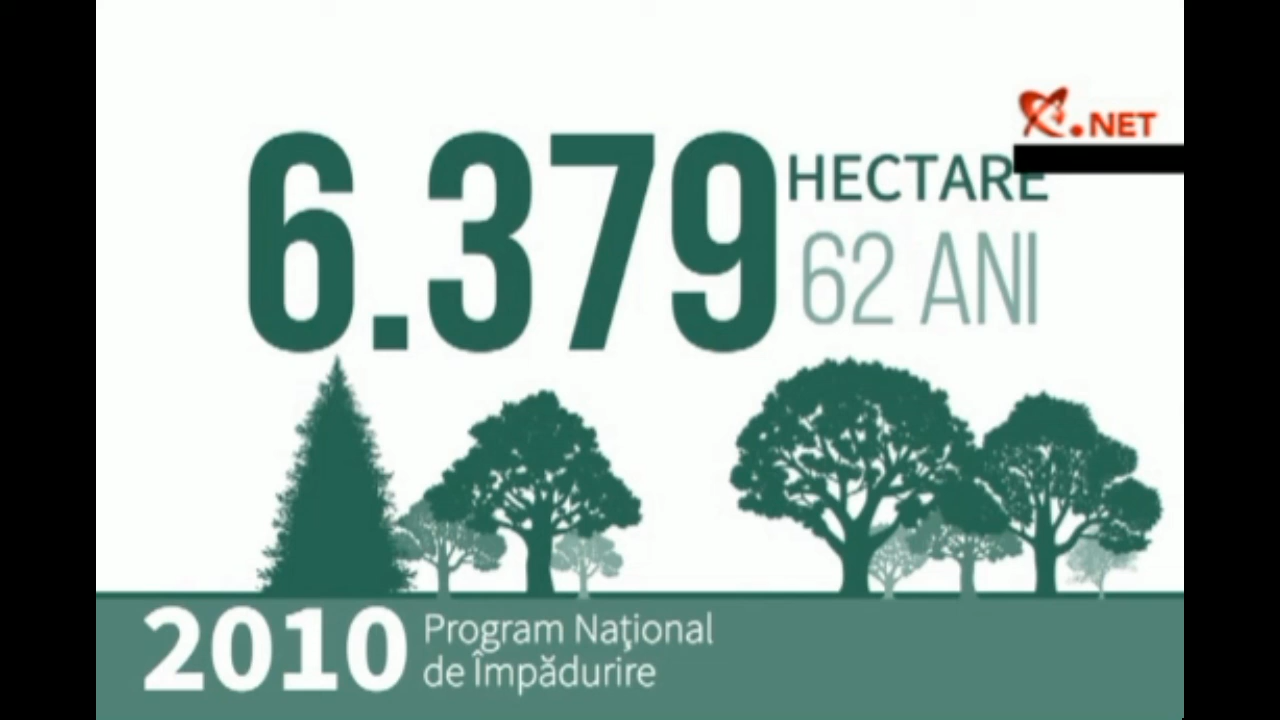 .NET
6.379 HECTARE
62 ANI
2010 Program Naţional
de Împădurire